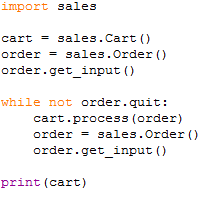 import sales

cart = sales.Cart()
order = sales.Order()
order.get_input()

while not order.quit:
    cart.process(order)
    order = sales.Order()
    order.get_input()

print(cart)